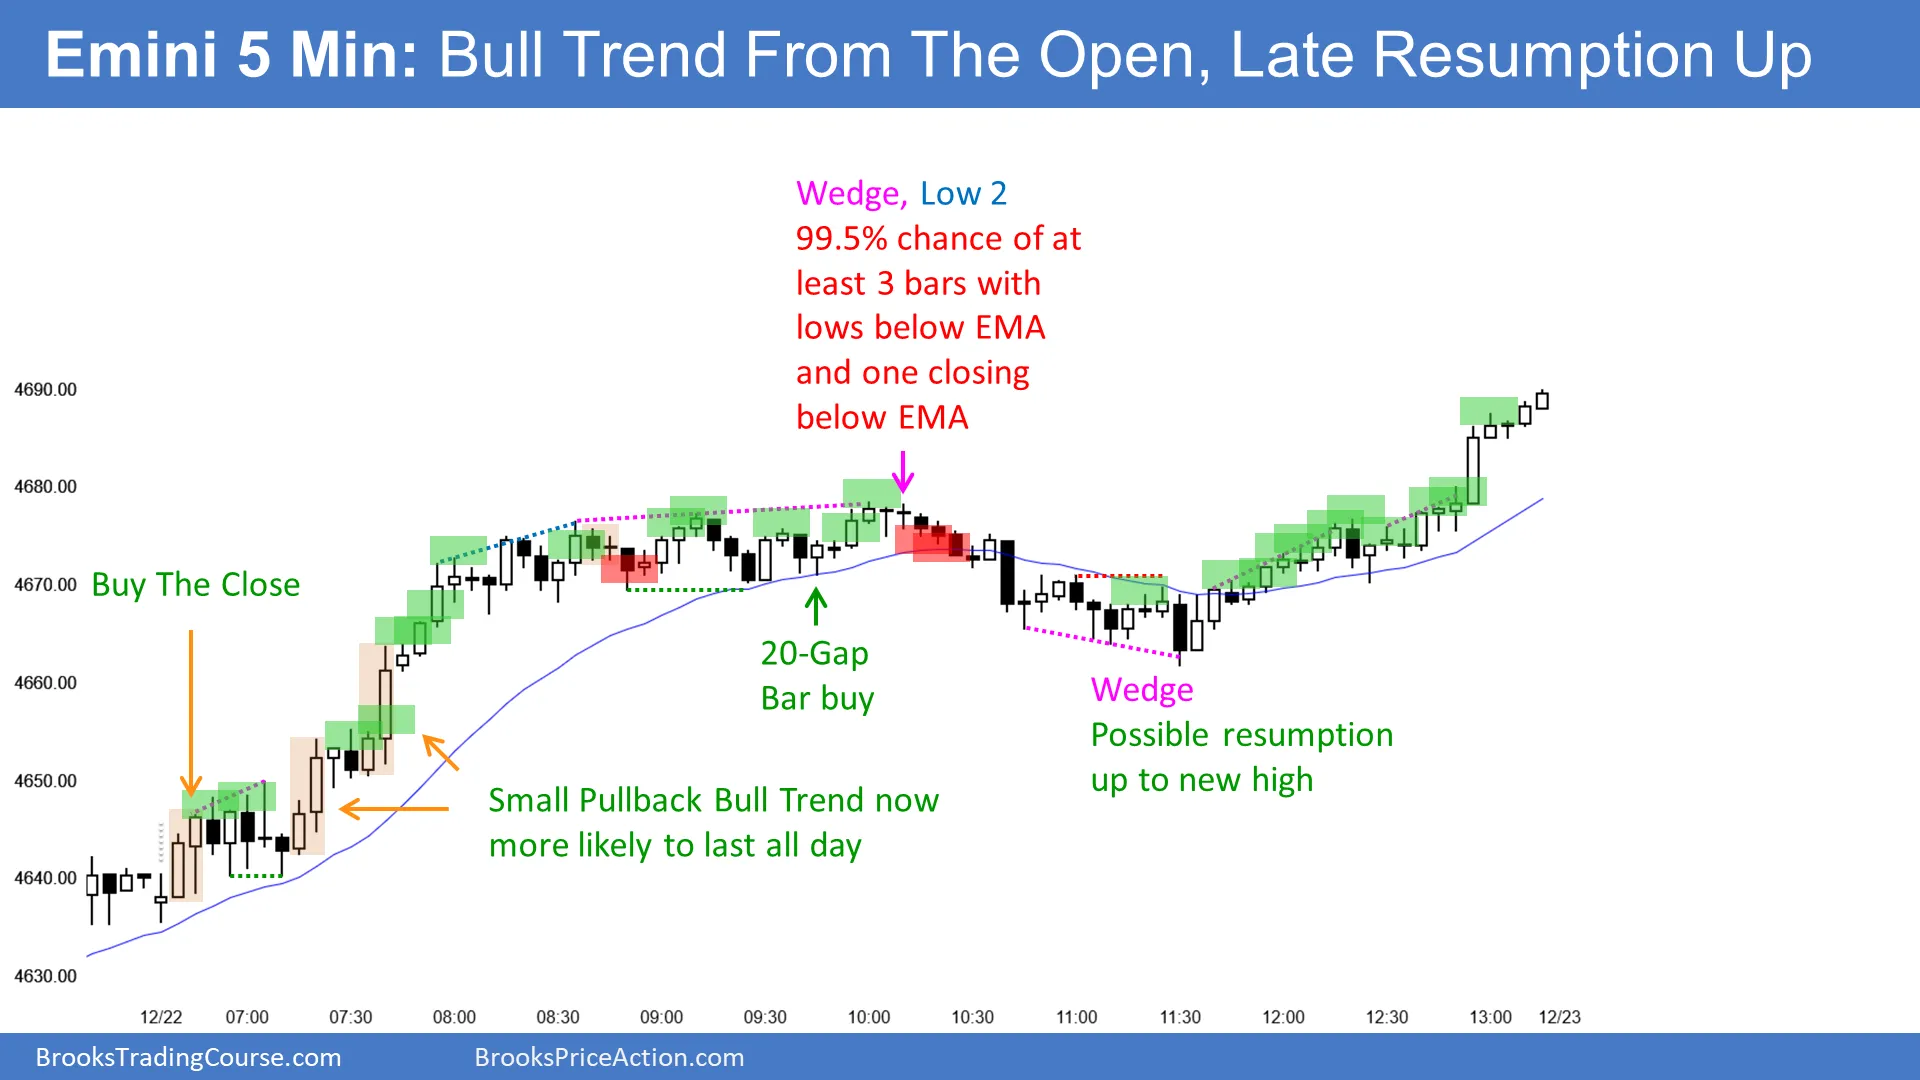 Emini 5 Min: Bull Trend From The Open, Late Resumption Up
Wedge, Low 2
99.5% chance of at
least 3 bars with
lows below EMA
and one closing
below EMA
4690.00
4680.00
4670.00
4660.00
4650.00
4640.00
4630.00
Buy The Close
20-Gap
Bar buy
Wedge
Possible resumption
up to new high
Small Pullback Bull Trend now
more likely to last all day
12/22 07:00 07:30 08:00 08:30 09:00 09:30 10:00 10:30 11:00 11:30 12:00 12:30 13:00 12/23
BrooksTradingCourse.com BrooksPriceAction.com